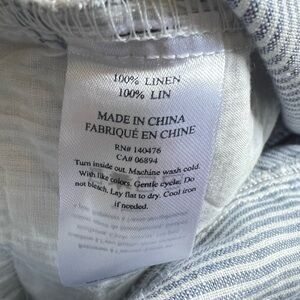 100% LINEN
100% LIN
MADE IN CHINA
FABRIQUÉ EN CHINE
RN# 140476
CA# 06894
Turn inside out. Machine wash cold.
With like colors. Gentle cycle. Do
not bleach. Lay flat to dry. Cool iron
if needed.